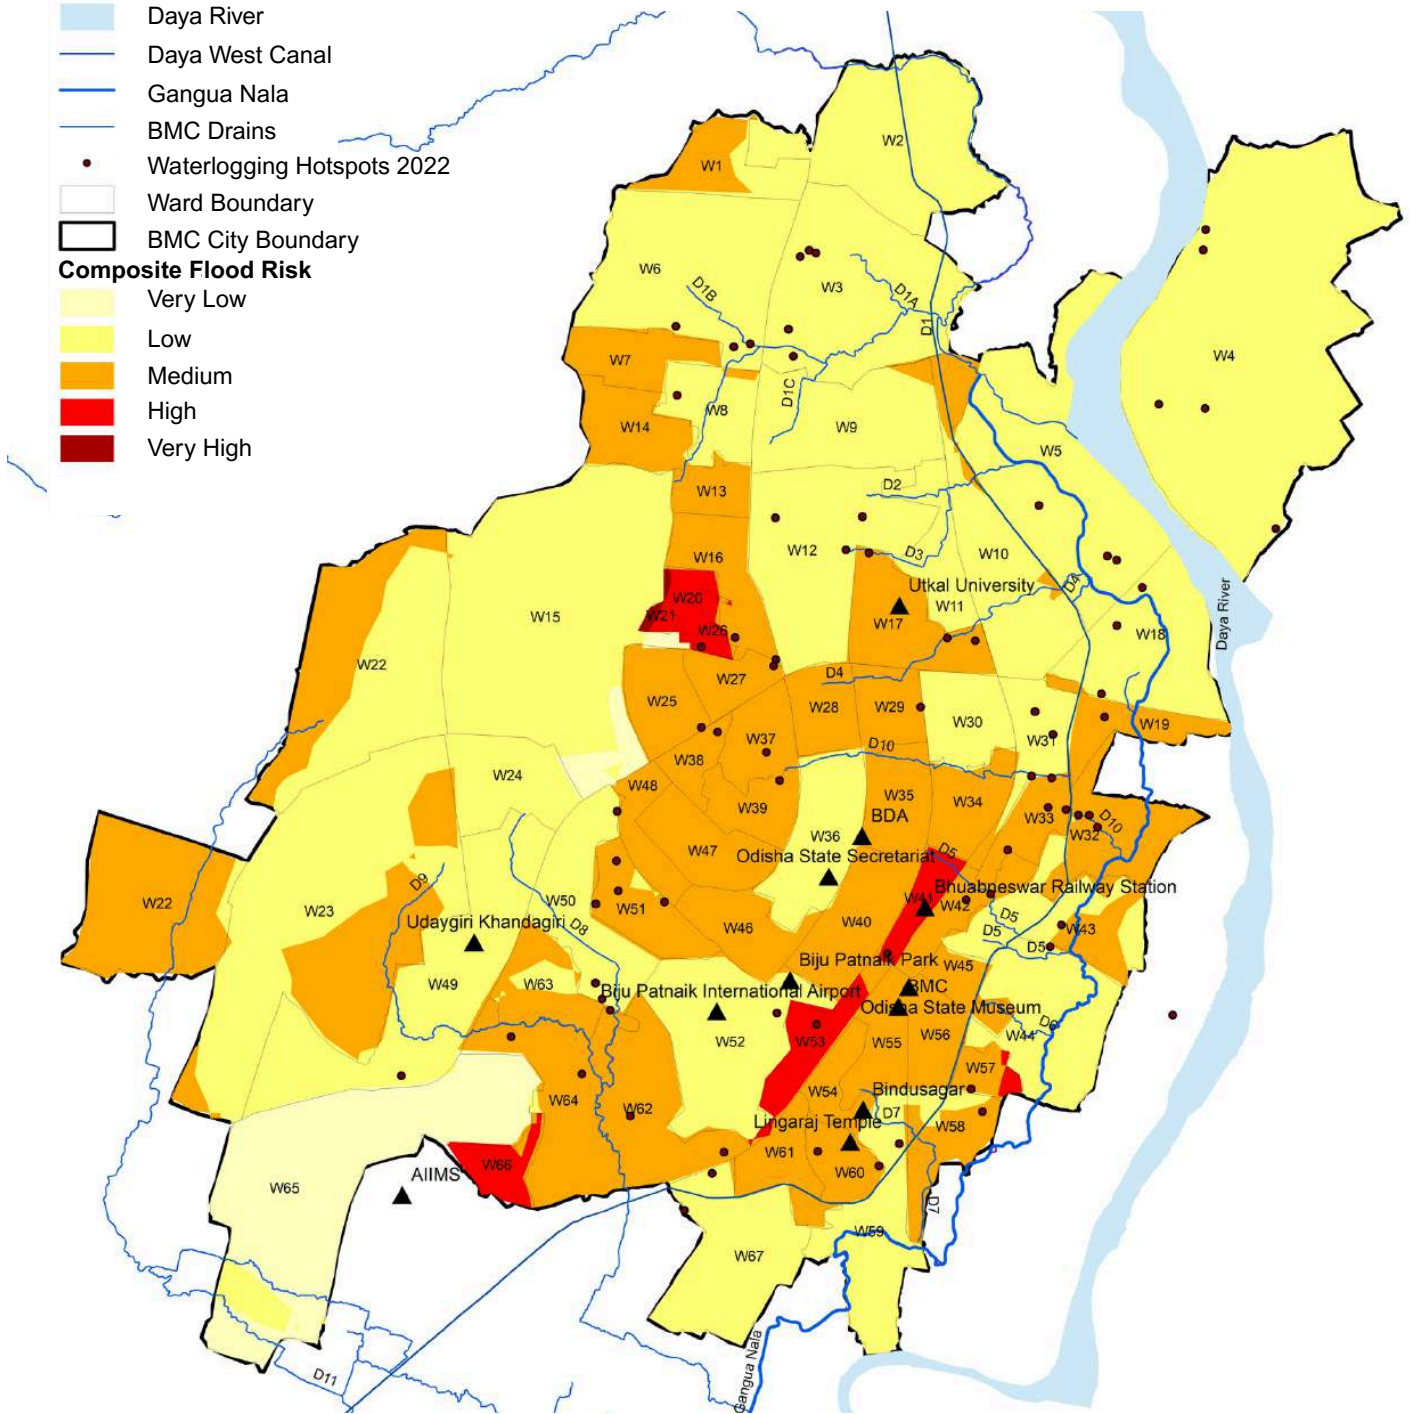 Daya River
Daya West Canal
Gangua Nala
BMC Drains
Waterlogging Hotspots 2022
Ward Boundary
BMC City Boundary
Composite Flood Risk
Very Low
Low
Medium
High
Very High
W2
W1
W6
D1B
W3
D1A
D1
W4
W7
W8
D1C
W14
W9
W5
D2
W13
W12
W16
D3
W10
D4
Utkal University
W11
W20
W21
W26
W17
W15
W18
Daya River
W22
W27
D4
W25
W28
W29
W30
W19
W31
W37
D10
W38
W24
W48
W39
W35
W34
W33
W32
D10
BDA
W36
W47
Odisha State Secretariat
D5
Bhuabneswar Railway Station
D9
W22
W23
W50
W51
W41
W42
D5
Udaygiri Khandagiri
D8
W46
W40
D5
W43
D5
Biju Patnaik Park
W45
W49
W63
Biju Patnaik International Airport
BMC
Odisha State Museum
D6
W52
W53
W55
W56
W44
W57
W64
W62
W54
Bindusagar
D7
Lingaraj Temple
W58
W61
W60
W66
AIIMS
W65
D7
W59
W67
Gangua Nala
D11